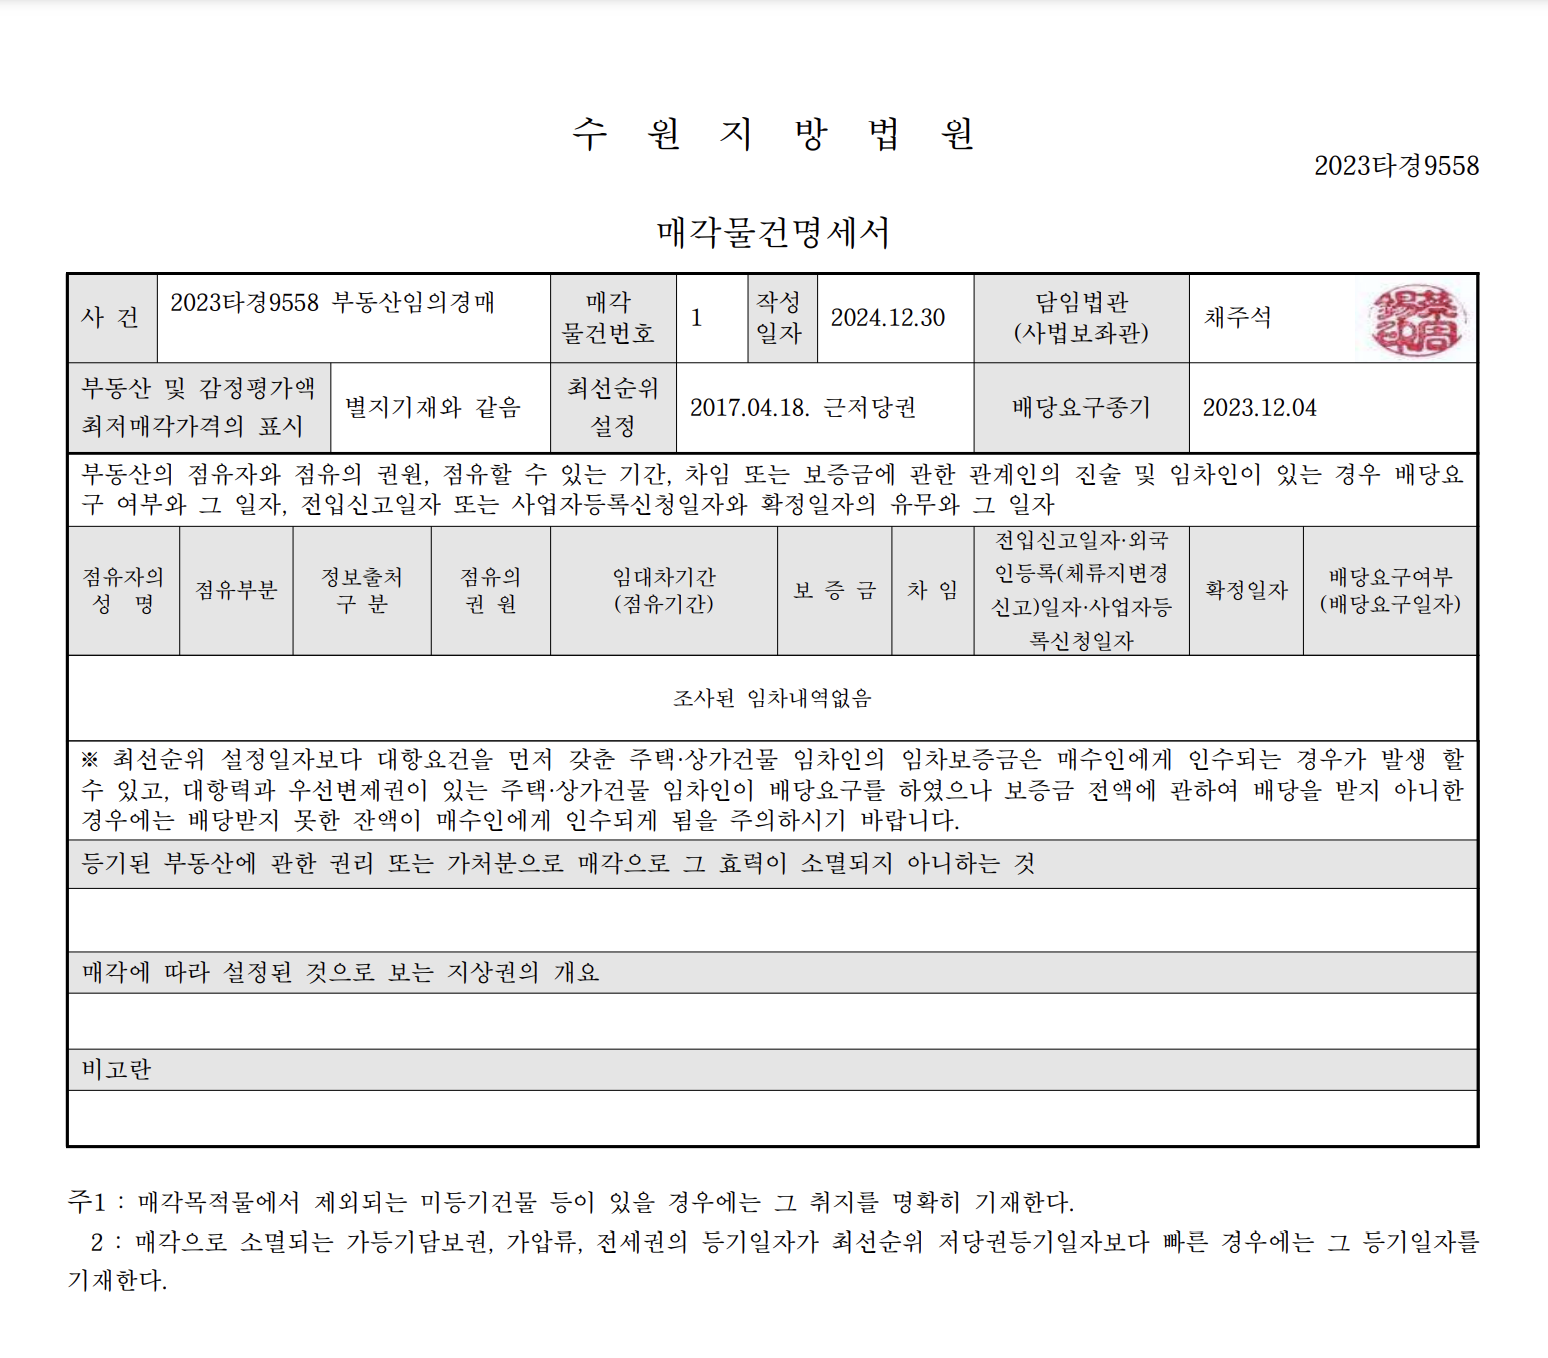 수 원 지 방 법 원
2023타경9558
매각물건명세서
사 건
2023타경9558 부동산임의경매
매각
물건번호
1
작성
일자
2024.12.30
담임법관
(사법보좌관)
채주석
부동산 및 감정평가액
최저매각가격의 표시
별지기재와 같음
최선순위
설정
2017.04.18. 근저당권
배당요구종기
2023.12.04
부동산의 점유자와 점유의 권원, 점유할 수 있는 기간, 차임 또는 보증금에 관한 관계인의 진술 및 임차인이 있는 경우 배당요
구 여부와 그 일자, 전입신고일자 또는 사업자등록신청일자와 확정일자의 유무와 그 일자
점유자의
성 명
점유부분
정보출처
구 분
점유의
권 원
임대차기간
(점유기간)
보 증 금
차 임
전입신고일자·외국
인등록(체류지변경
신고)일자·사업자등
록신청일자
확정일자
배당요구여부
(배당요구일자)
조사된 임차내역없음
※ 최선순위 설정일자보다 대항요건을 먼저 갖춘 주택·상가건물 임차인의 임차보증금은 매수인에게 인수되는 경우가 발생 할
수 있고, 대항력과 우선변제권이 있는 주택·상가건물 임차인이 배당요구를 하였으나 보증금 전액에 관하여 배당을 받지 아니한
경우에는 배당받지 못한 잔액이 매수인에게 인수되게 됨을 주의하시기 바랍니다.
등기된 부동산에 관한 권리 또는 가처분으로 매각으로 그 효력이 소멸되지 아니하는 것
매각에 따라 설정된 것으로 보는 지상권의 개요
비고란
주1 : 매각목적물에서 제외되는 미등기건물 등이 있을 경우에는 그 취지를 명확히 기재한다.
2 : 매각으로 소멸되는 가등기담보권, 가압류, 전세권의 등기일자가 최선순위 저당권등기일자보다 빠른 경우에는 그 등기일자를
기재한다.